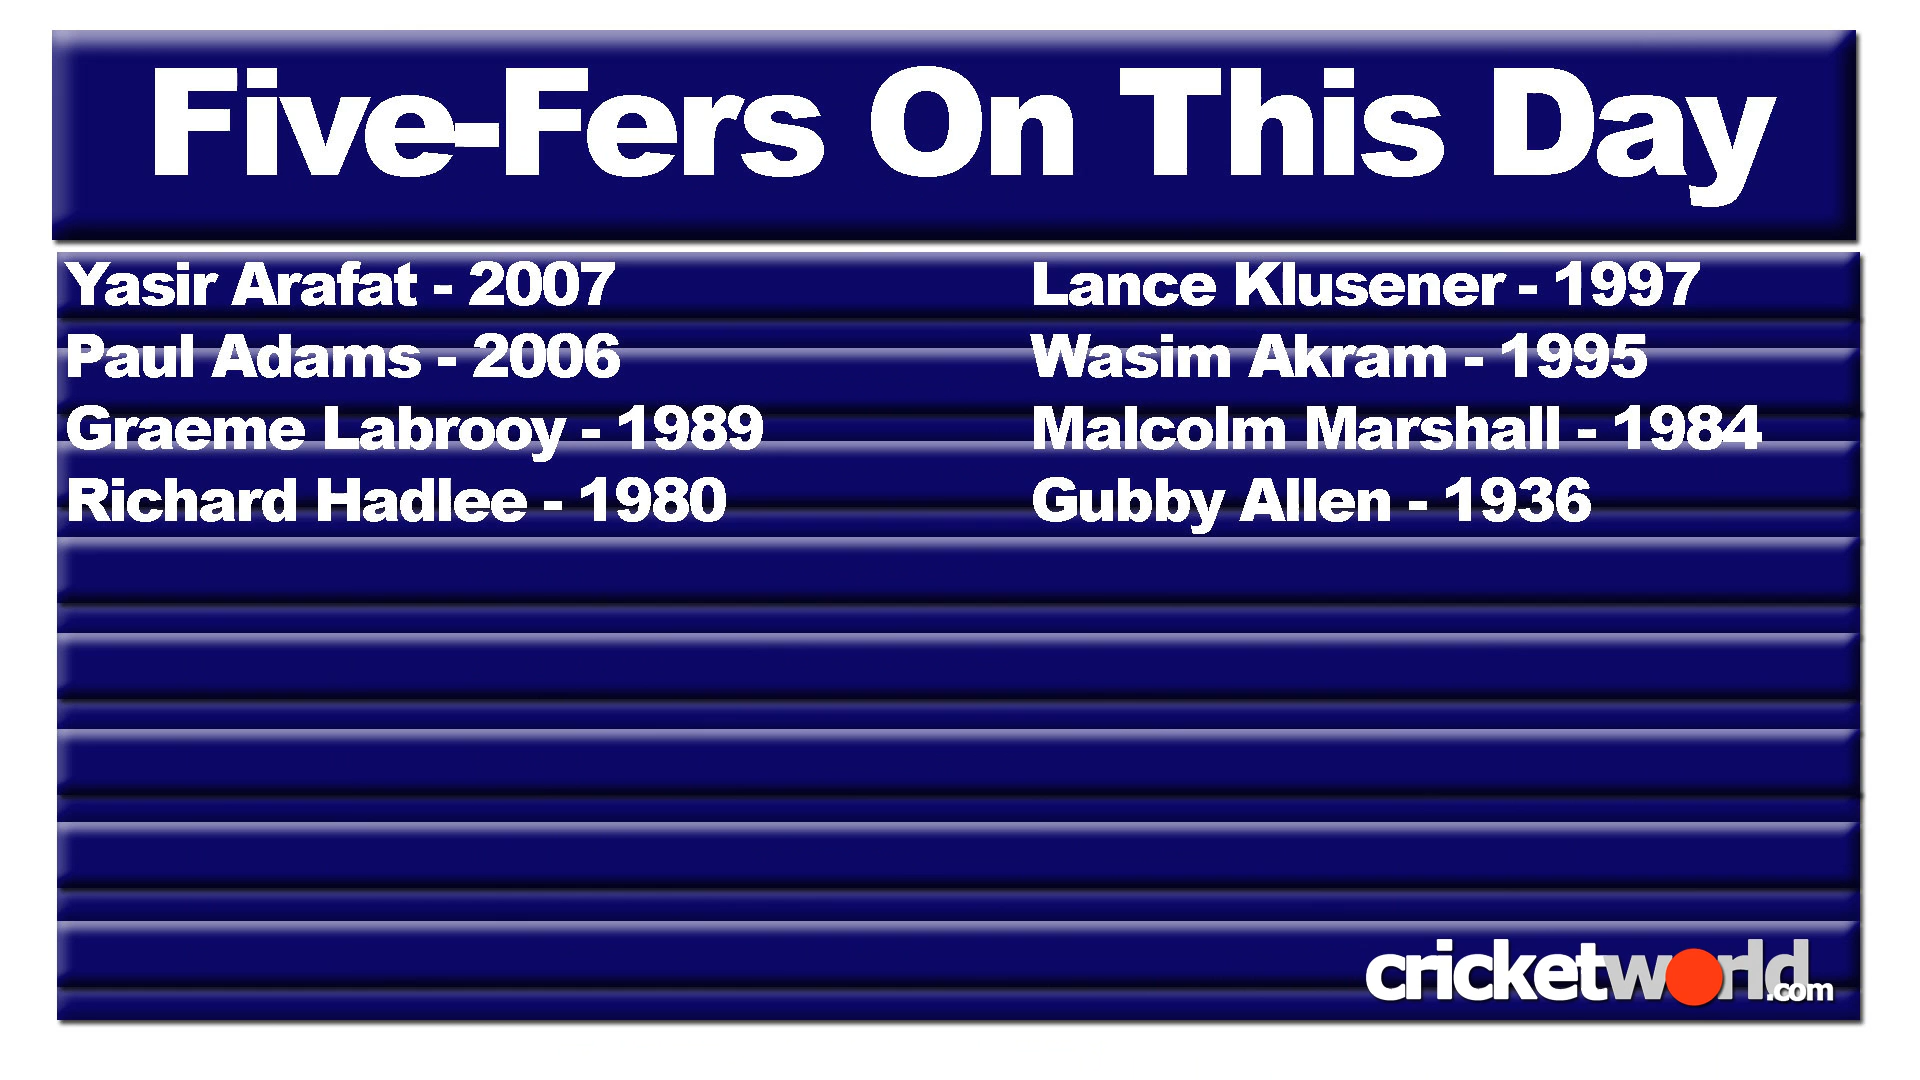 Five-Fers On This Day
Yasir Arafat - 2007
Paul Adams - 2006
Graeme Labrooy - 1989
Richard Hadlee - 1980
Lance Klusener - 1997
Wasim Akram - 1995
Malcolm Marshall - 1984
Gubby Allen - 1936
cricketworld.com